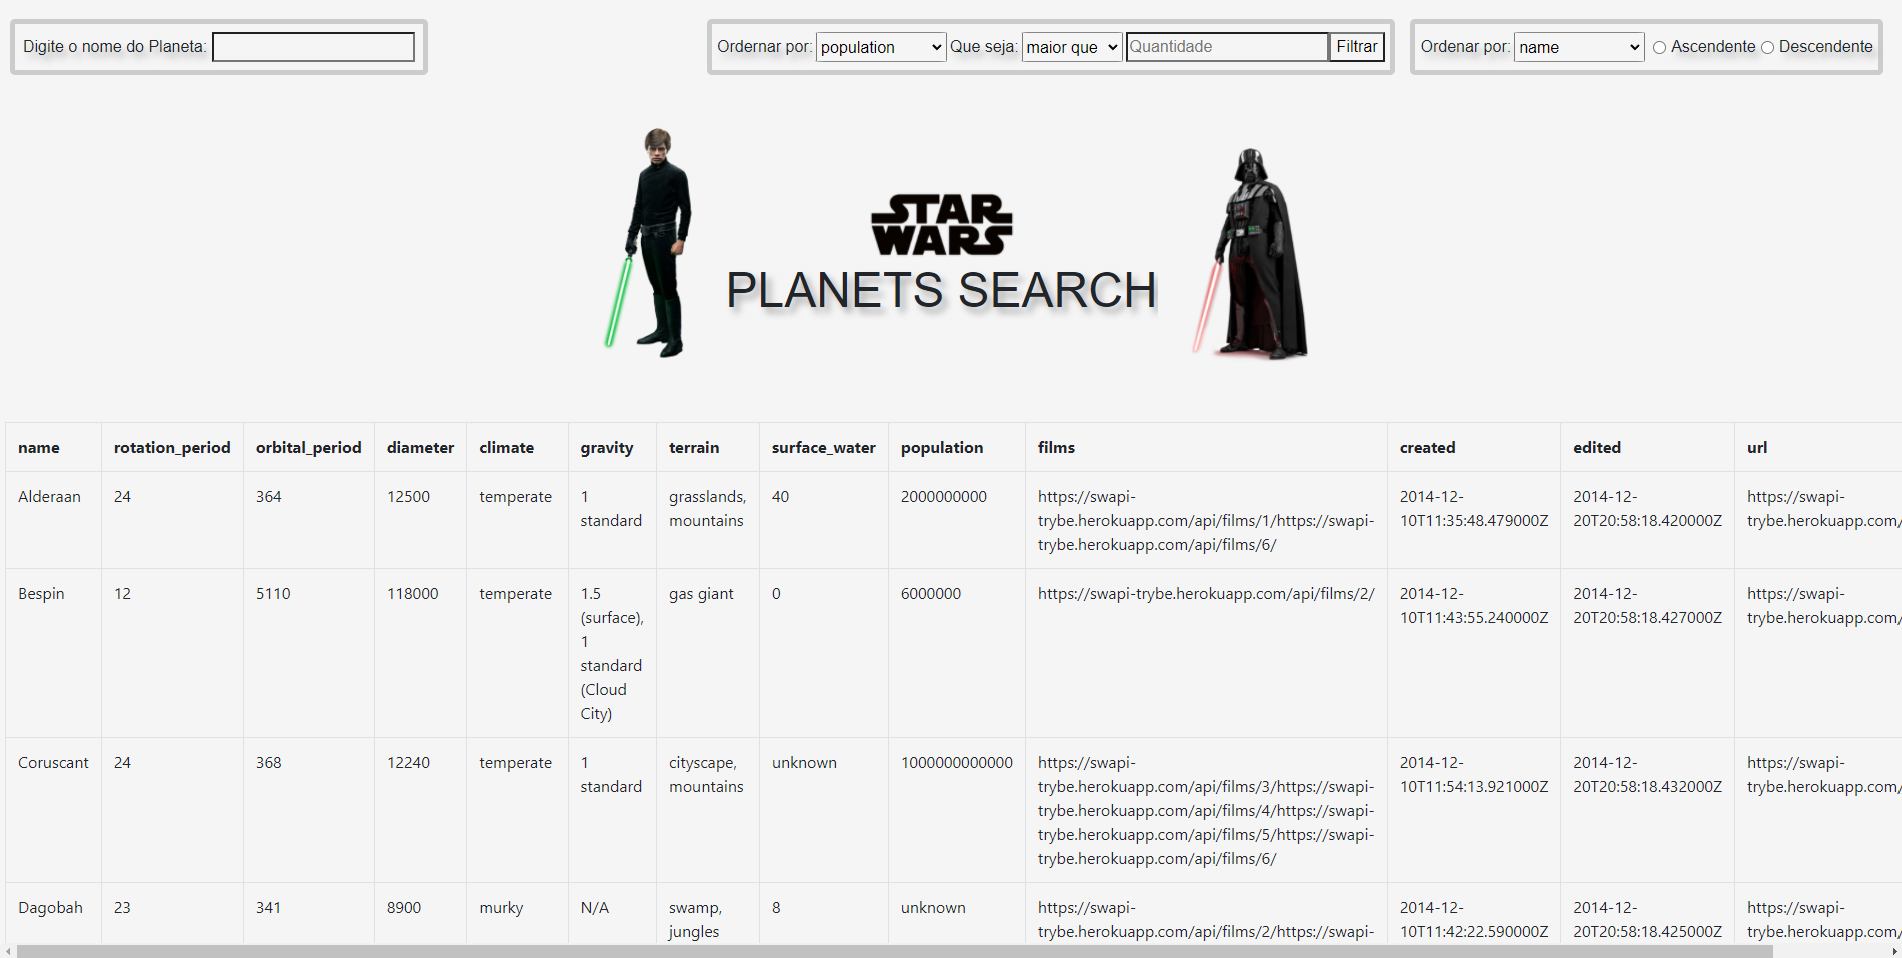 Digite o nome do Planeta:
Ordernar por: population Que seja: maior que Quantidade Filtrar
Ordenar por: name Ascendente Descendente
STAR
WARS
PLANETS SEARCH
name rotation_period orbital_period diameter climate gravity terrain surface_water population films created edited url
Alderaan 24 364 12500 temperate 1 grasslands, 40 2000000000 https://swapi- 2014-12- 2014-12- https://swapi-
standard mountains trybe.herokuapp.com/api/films/1/https://swapi- 10T11:35:48.479000Z 20T20:58:18.420000Z trybe.herokuapp.com/
trybe.herokuapp.com/api/films/6/
Bespin 12 5110 118000 temperate 1.5 gas giant 0 6000000 https://swapi-trybe.herokuapp.com/api/films/2/ 2014-12- 2014-12- https://swapi-
(surface), 10T11:43:55.240000Z 20T20:58:18.427000Z trybe.herokuapp.com/
1
standard
(Cloud
City)
Coruscant 24 368 12240 temperate 1 cityscape, unknown 1000000000000 https://swapi- 2014-12- 2014-12- https://swapi-
standard mountains trybe.herokuapp.com/api/films/3/https://swapi- 10T11:54:13.921000Z 20T20:58:18.432000Z trybe.herokuapp.com/
trybe.herokuapp.com/api/films/4/https://swapi-
trybe.herokuapp.com/api/films/5/https://swapi-
trybe.herokuapp.com/api/films/6/
Dagobah 23 341 8900 murky N/A swamp, 8 unknown https://swapi- 2014-12- 2014-12- https://swapi-
jungles trybe.herokuapp.com/api/films/2/https://swapi- 10T11:42:22.590000Z 20T20:58:18.425000Z trybe.herokuapp.com/